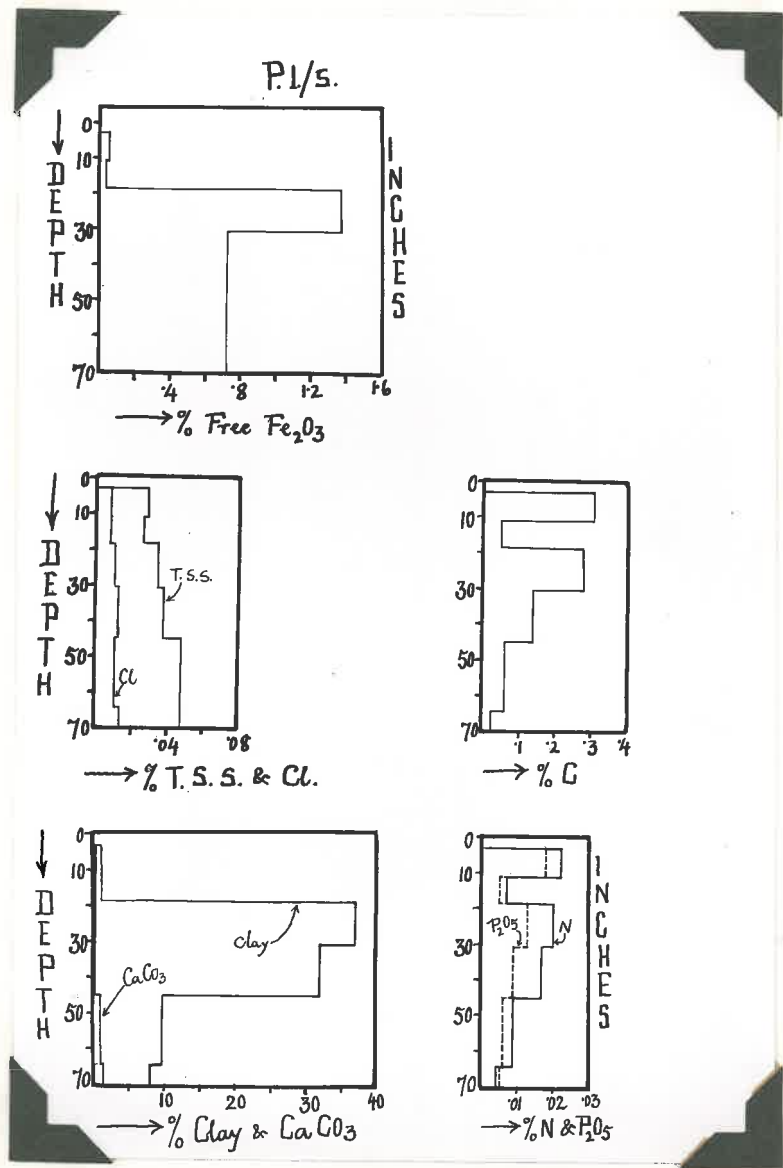 P.1/s.
DEPTH
INCHES
0
10
30
50
70
·4 ·8 1·2 1·6
% Free Fe₂O₃
DEPTH
0
10
30
50
70
T.S.S.
Cl
·04 ·08
% T. S. S. & Cl.
0
10
30
50
70
·1 ·2 ·3 ·4
% C
DEPTH
0
10
30
50
70
Clay
CaCO₃
10 20 30 40
% Clay & CaCO₃
0
10
30
50
70
P₂O₅
N
INCHES
·01 ·02 ·03
% N & P₂O₅